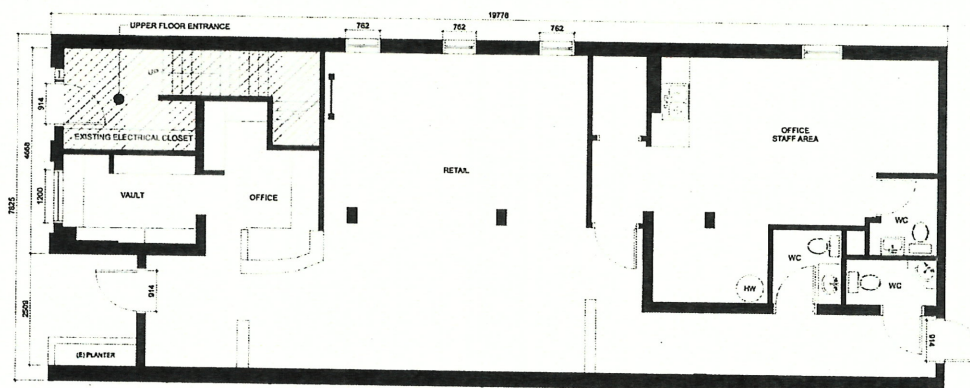 19778
UPPER FLOOR ENTRANCE
762
762
762
UP
914
EXISTING ELECTRICAL CLOSET
OFFICE
STAFF AREA
4668
7625
1200
VAULT
OFFICE
RETAIL
WC
WC
WC
HW
914
2509
914
(E) PLANTER